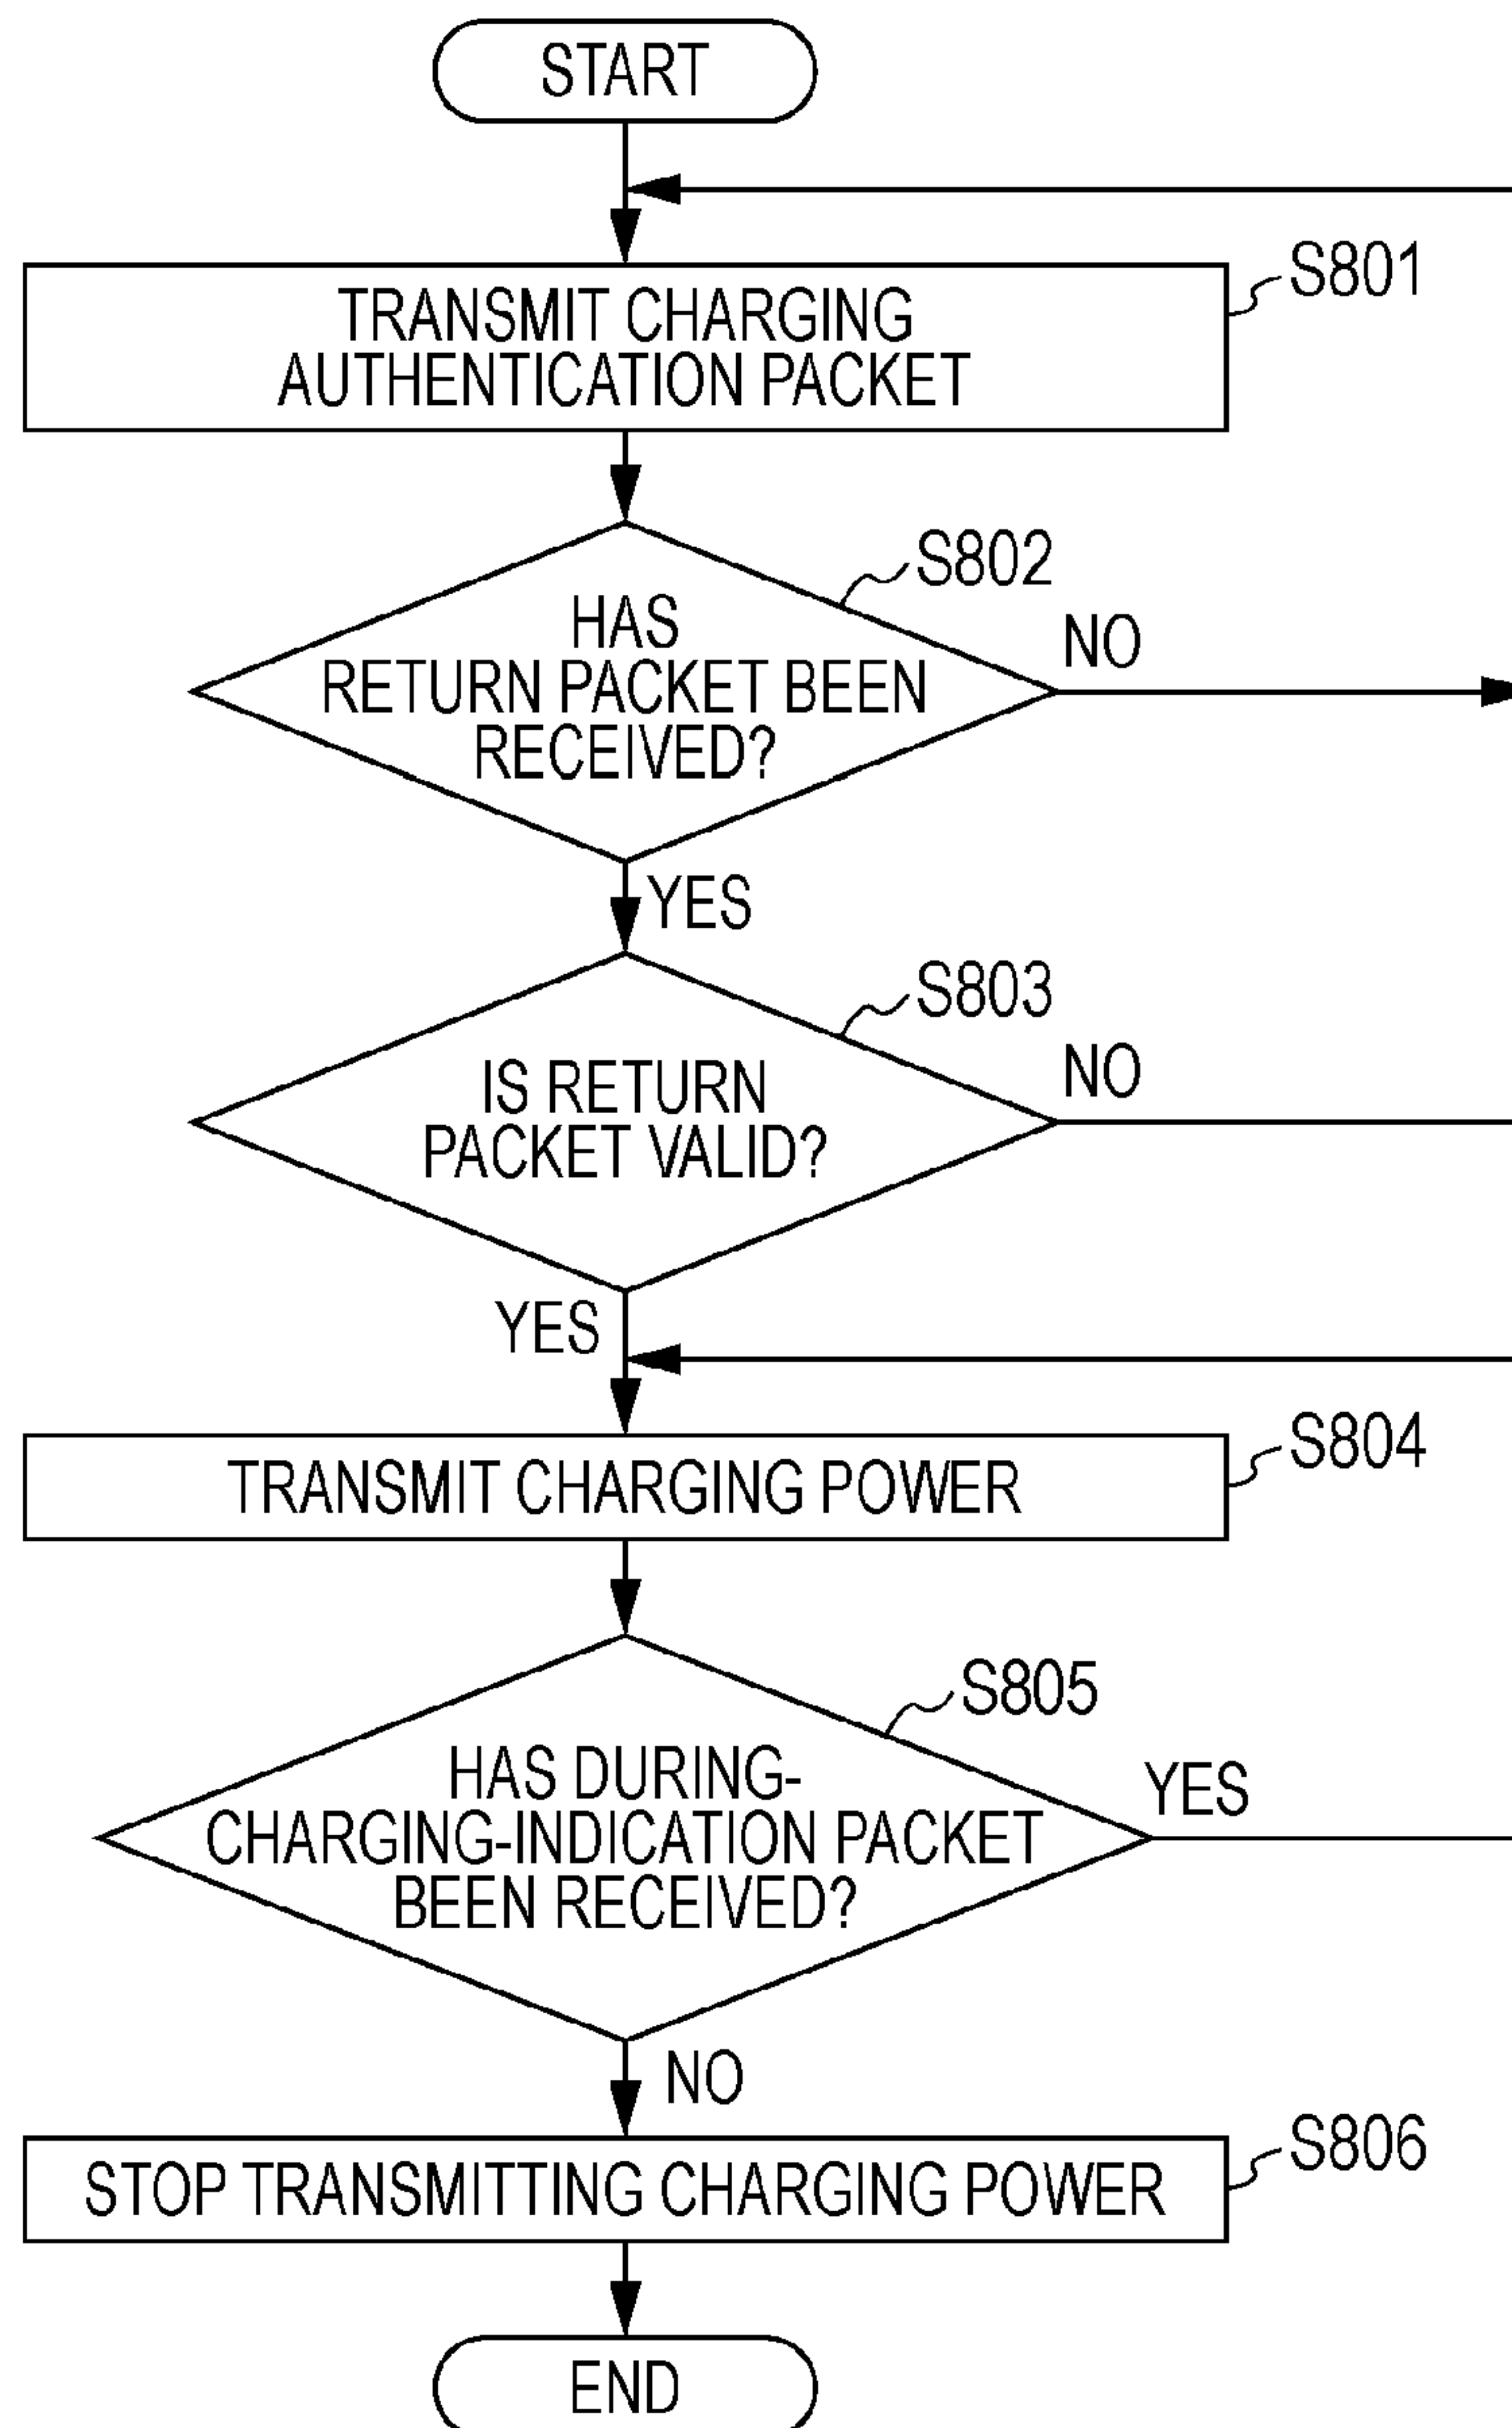 START
S801
TRANSMIT CHARGING
AUTHENTICATION PACKET
S802
HAS
RETURN PACKET BEEN
RECEIVED?
NO
YES
S803
IS RETURN
PACKET VALID?
NO
YES
S804
TRANSMIT CHARGING POWER
S805
HAS DURING-
CHARGING-INDICATION PACKET
BEEN RECEIVED?
YES
NO
S806
STOP TRANSMITTING CHARGING POWER
END